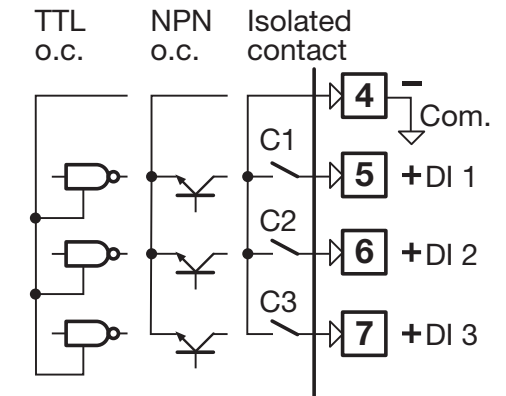 TTL NPN Isolated
o.c. o.c. contact
4 −
Com.
C1
5 +DI 1
C2
6 +DI 2
C3
7 +DI 3